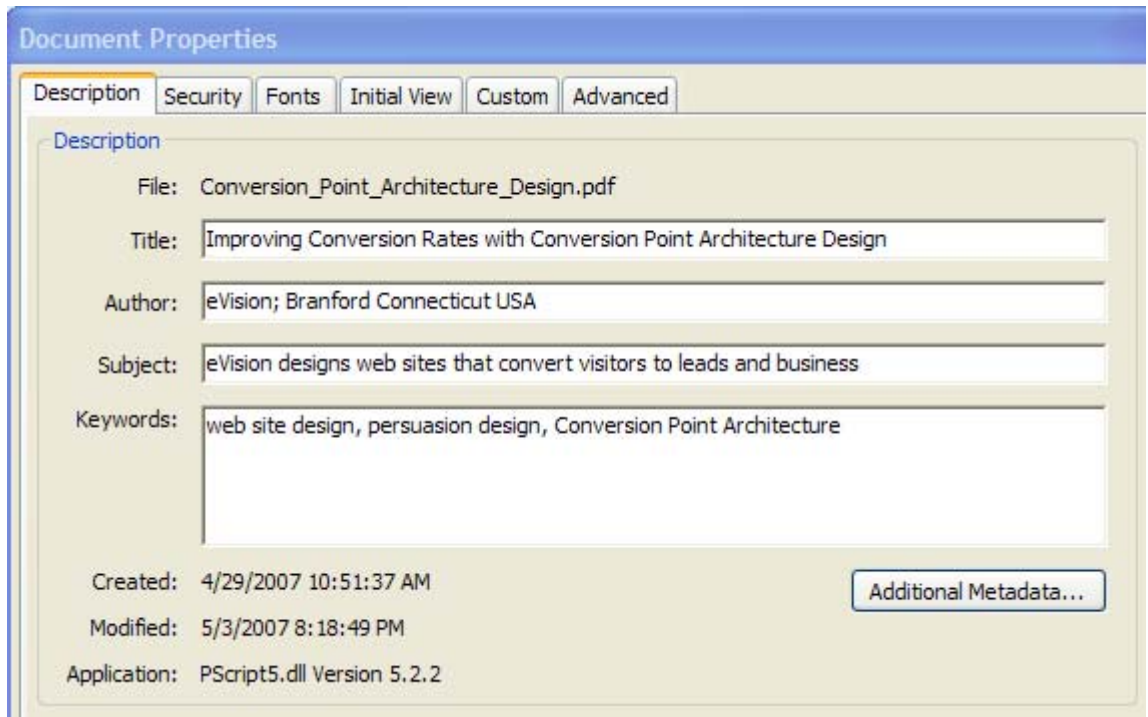 Document Properties
Description Security Fonts Initial View Custom Advanced
Description
File: Conversion_Point_Architecture_Design.pdf
Title: Improving Conversion Rates with Conversion Point Architecture Design
Author: eVision; Branford Connecticut USA
Subject: eVision designs web sites that convert visitors to leads and business
Keywords: web site design, persuasion design, Conversion Point Architecture
Created: 4/29/2007 10:51:37 AM
Additional Metadata...
Modified: 5/3/2007 8:18:49 PM
Application: PScript5.dll Version 5.2.2